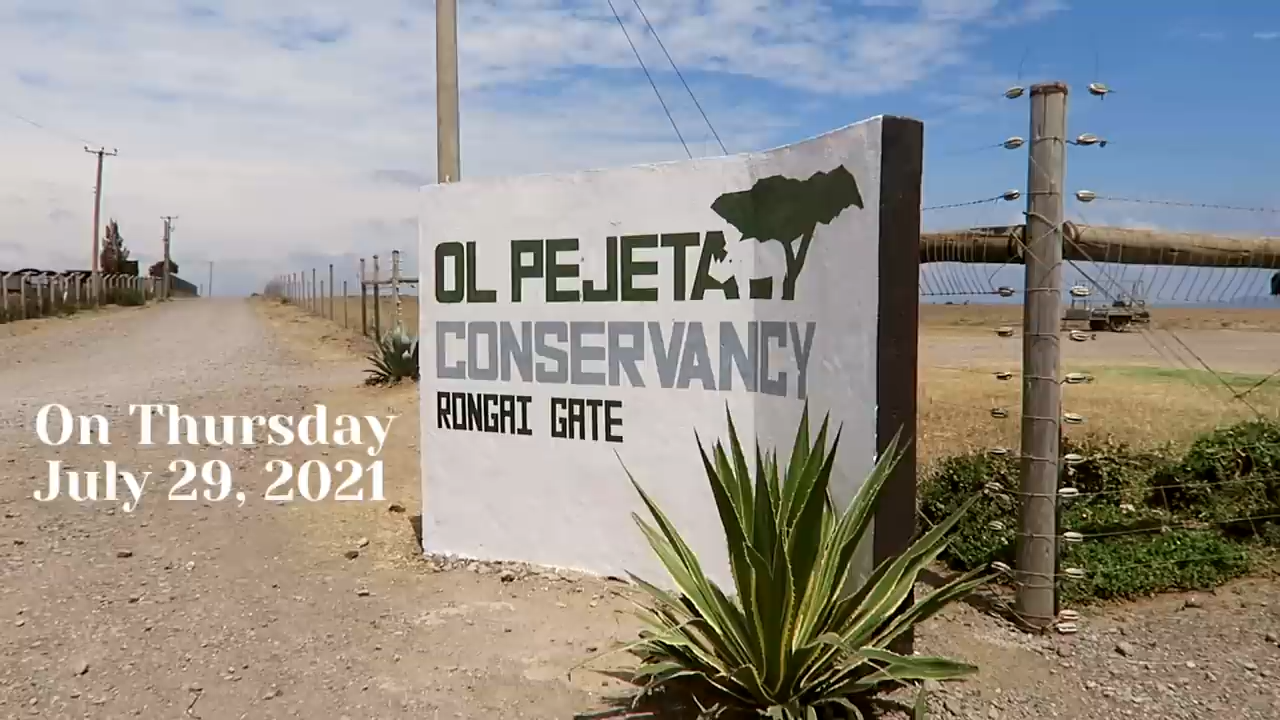 OL PEJETA
CONSERVANCY
RONGAI GATE
On Thursday
July 29, 2021